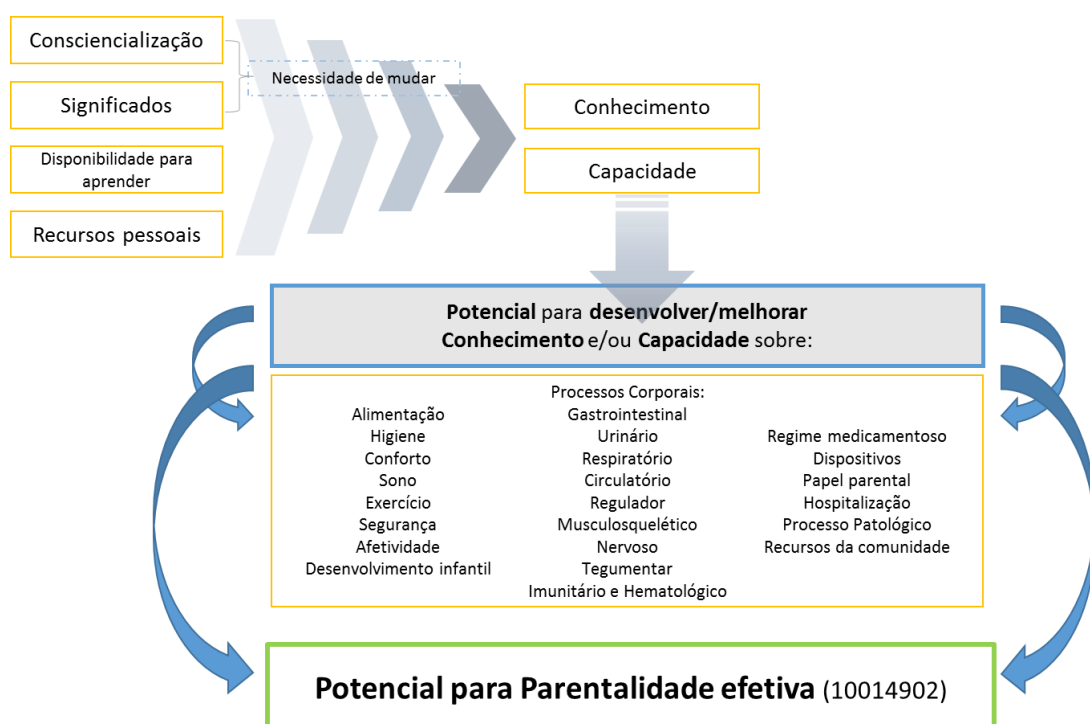 Consciencialização
Significados
Disponibilidade para
aprender
Recursos pessoais
Necessidade de mudar
Conhecimento
Capacidade
Potencial para desenvolver/melhorar
Conhecimento e/ou Capacidade sobre:
Alimentação
Higiene
Conforto
Sono
Exercício
Segurança
Afetividade
Desenvolvimento infantil
Processos Corporais:
Gastrointestinal
Urinário
Respiratório
Circulatório
Regulador
Musculosquelético
Nervoso
Tegumentar
Imunitário e Hematológico
Regime medicamentoso
Dispositivos
Papel parental
Hospitalização
Processo Patológico
Recursos da comunidade
Potencial para Parentalidade efetiva (10014902)